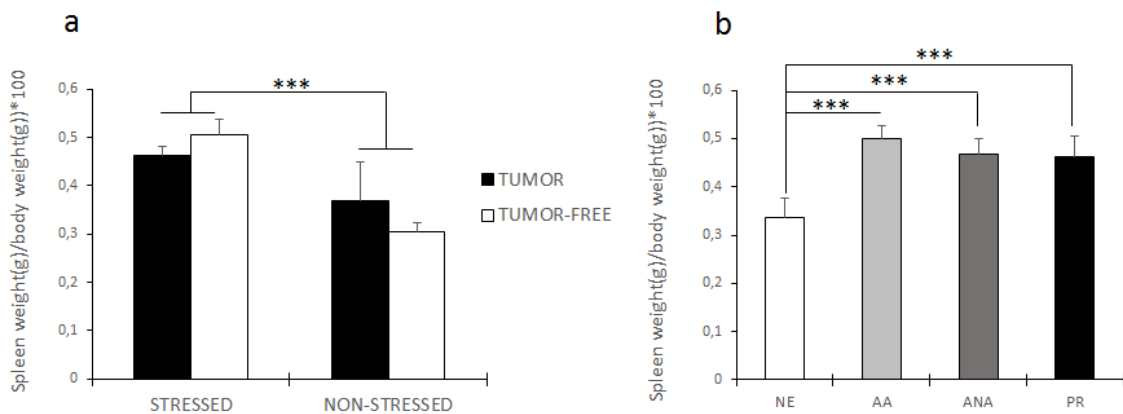 a
Spleen weight(g)/body weight(g))*100
0,6
0,5
0,4
0,3
0,2
0,1
0
***
STRESSED
NON-STRESSED
TUMOR
TUMOR-FREE
b
Spleen weight(g)/body weight(g))*100
0,6
0,5
0,4
0,3
0,2
0,1
0
***
***
***
NE
AA
ANA
PR